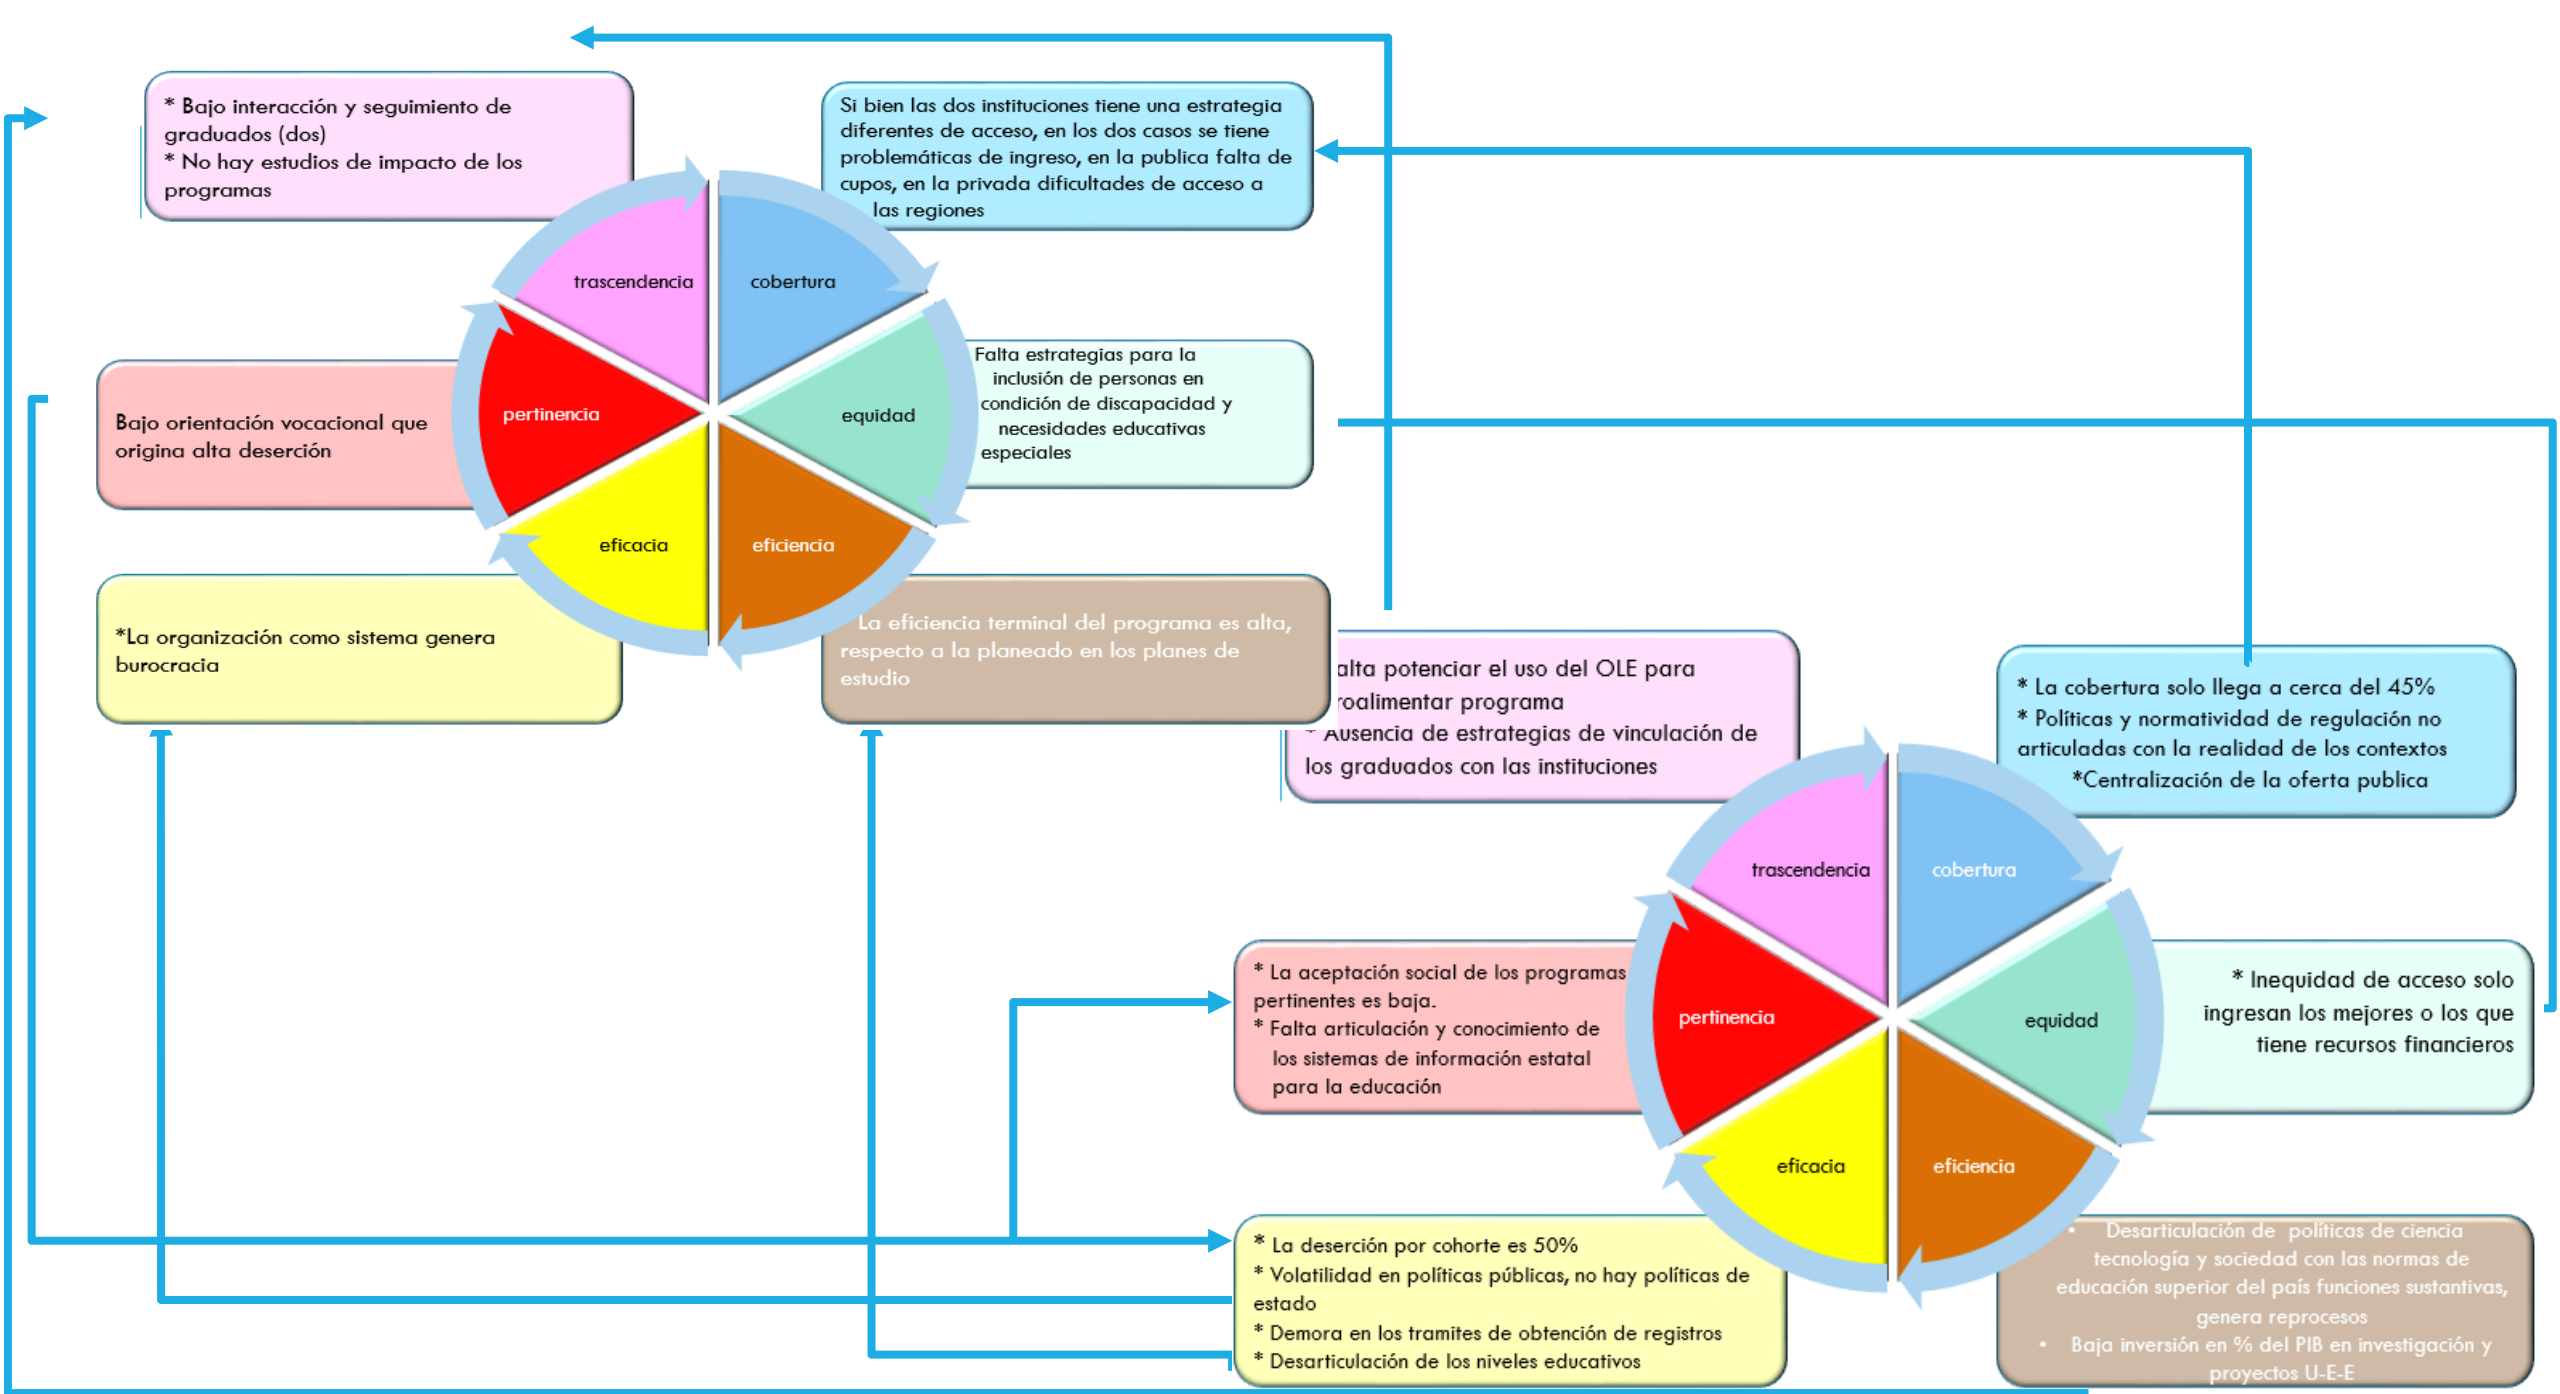 * Bajo interacción y seguimiento de
graduados (dos)
* No hay estudios de impacto de los
programas
Si bien las dos instituciones tiene una estrategia
diferentes de acceso, en los dos casos se tiene
problemáticas de ingreso, en la publica falta de
cupos, en la privada dificultades de acceso a
las regiones
trascendencia
cobertura
Falta estrategias para la
inclusión de personas en
condición de discapacidad y
necesidades educativas
especiales
pertinencia
equidad
Bajo orientación vocacional que
origina alta deserción
eficacia
eficiencia
*La organización como sistema genera
burocracia
La eficiencia terminal del programa es alta,
respecto a la planeado en los planes de
estudio
alta potenciar el uso del OLE para
roalimentar programa
* Ausencia de estrategias de vinculación de
los graduados con las instituciones
* La cobertura solo llega a cerca del 45%
* Políticas y normatividad de regulación no
articuladas con la realidad de los contextos
*Centralización de la oferta publica
trascendencia
cobertura
* La aceptación social de los programas
pertinentes es baja.
* Falta articulación y conocimiento de
los sistemas de información estatal
para la educación
pertinencia
equidad
* Inequidad de acceso solo
ingresan los mejores o los que
tiene recursos financieros
eficacia
eficiencia
* La deserción por cohorte es 50%
* Volatilidad en políticas públicas, no hay políticas de
estado
* Demora en los tramites de obtención de registros
* Desarticulación de los niveles educativos
• Desarticulación de políticas de ciencia
tecnología y sociedad con las normas de
educación superior del país funciones sustantivas,
genera reprocesos
• Baja inversión en % del PIB en investigación y
proyectos U-E-E